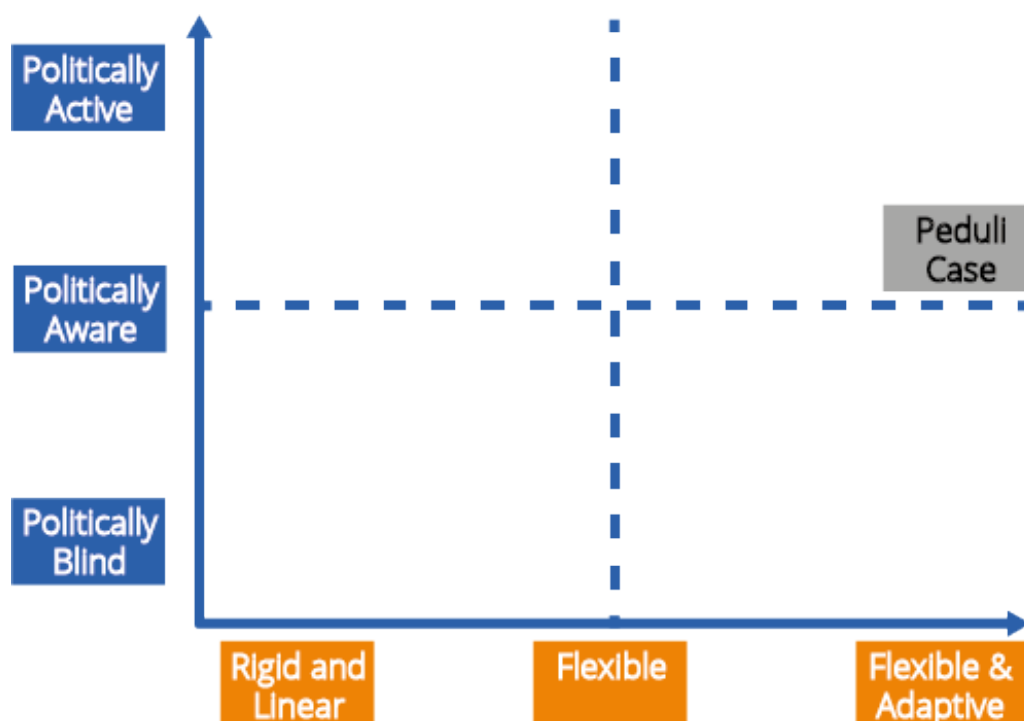 Politically
Active
Peduli
Case
Politically
Aware
Politically
Blind
Rigid and
Linear
Flexible
Flexible &
Adaptive